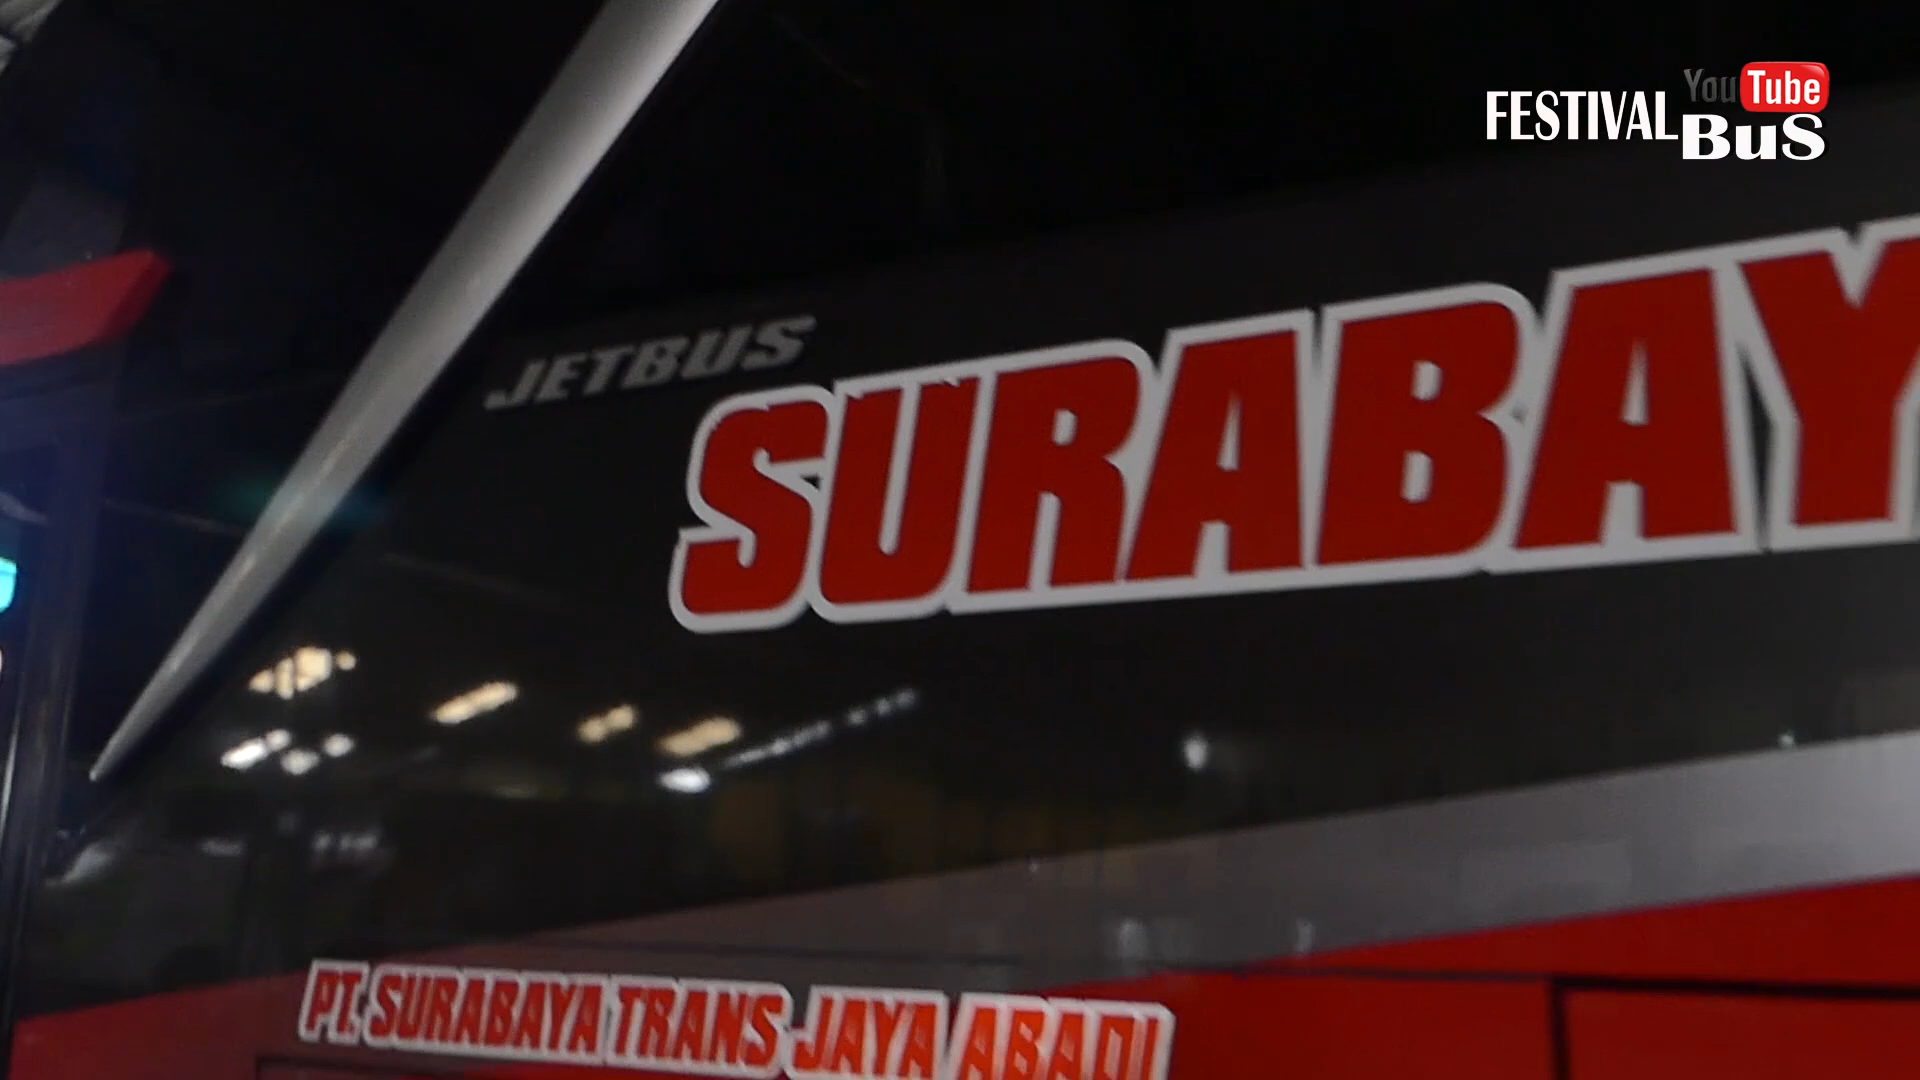 FESTIVAL
YouTube
BuS
JETBUS
SURABAY
PT. SURABAYA TRANS JAYA ABADI